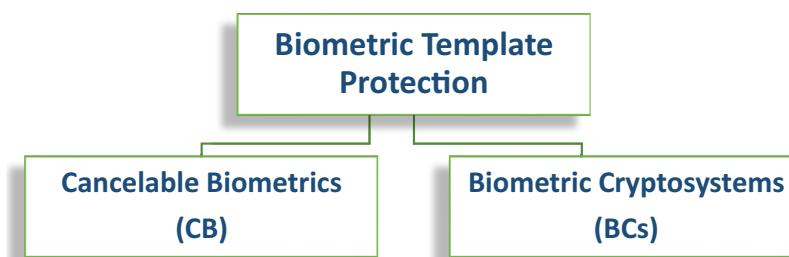 Biometric Template
Protection
Cancelable Biometrics
(CB)
Biometric Cryptosystems
(BCs)